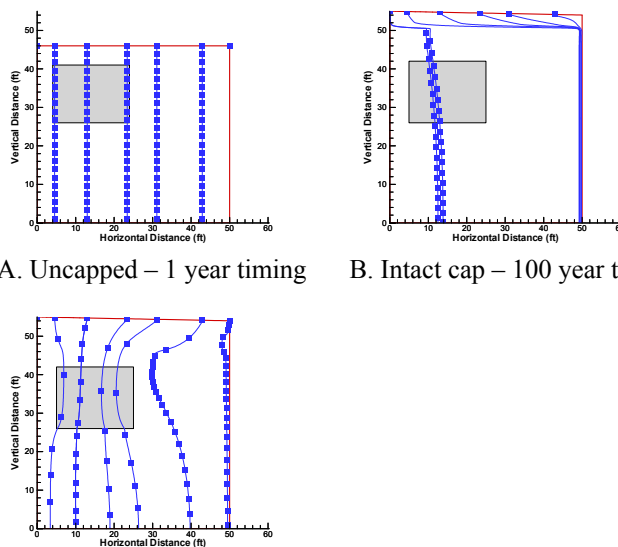 50
40
30
20
10
0
Vertical Distance (ft)
0 10 20 30 40 50 60
Horizontal Distance (ft)
50
40
30
20
10
0
Vertical Distance (ft)
0 10 20 30 40 50
Horizontal Distance (ft)
A. Uncapped – 1 year timing
B. Intact cap – 100 year t
50
40
30
20
10
0
Vertical Distance (ft)
0 10 20 30 40 50 60
Horizontal Distance (ft)